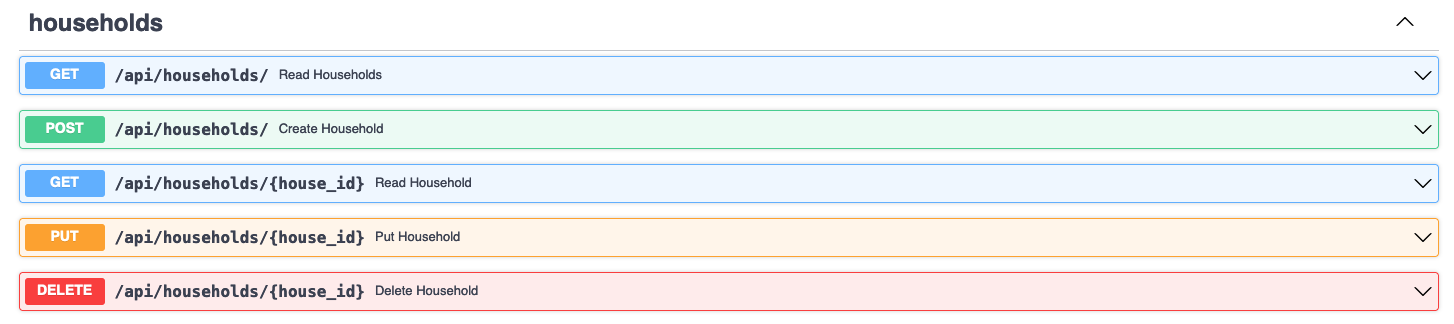 households
GET /api/households/ Read Households
POST /api/households/ Create Household
GET /api/households/{house_id} Read Household
PUT /api/households/{house_id} Put Household
DELETE /api/households/{house_id} Delete Household